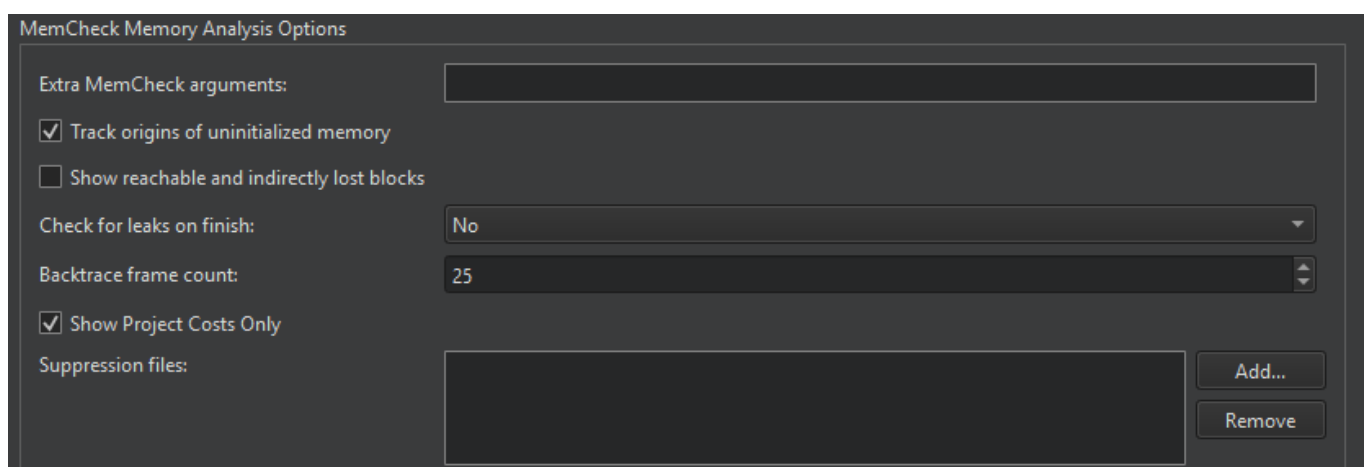 MemCheck Memory Analysis Options
Extra MemCheck arguments:
Track origins of uninitialized memory
Show reachable and indirectly lost blocks
Check for leaks on finish: No
Backtrace frame count: 25
Show Project Costs Only
Suppression files: Add...
Remove